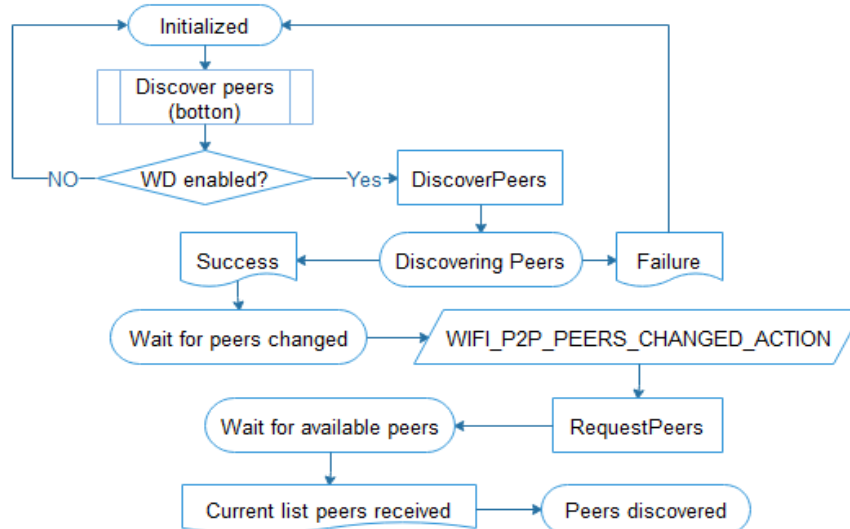 Initialized
Discover peers
(botton)
NO
WD enabled?
Yes
DiscoverPeers
Success
Discovering Peers
Failure
Wait for peers changed
WIFI_P2P_PEERS_CHANGED_ACTION
Wait for available peers
RequestPeers
Current list peers received
Peers discovered